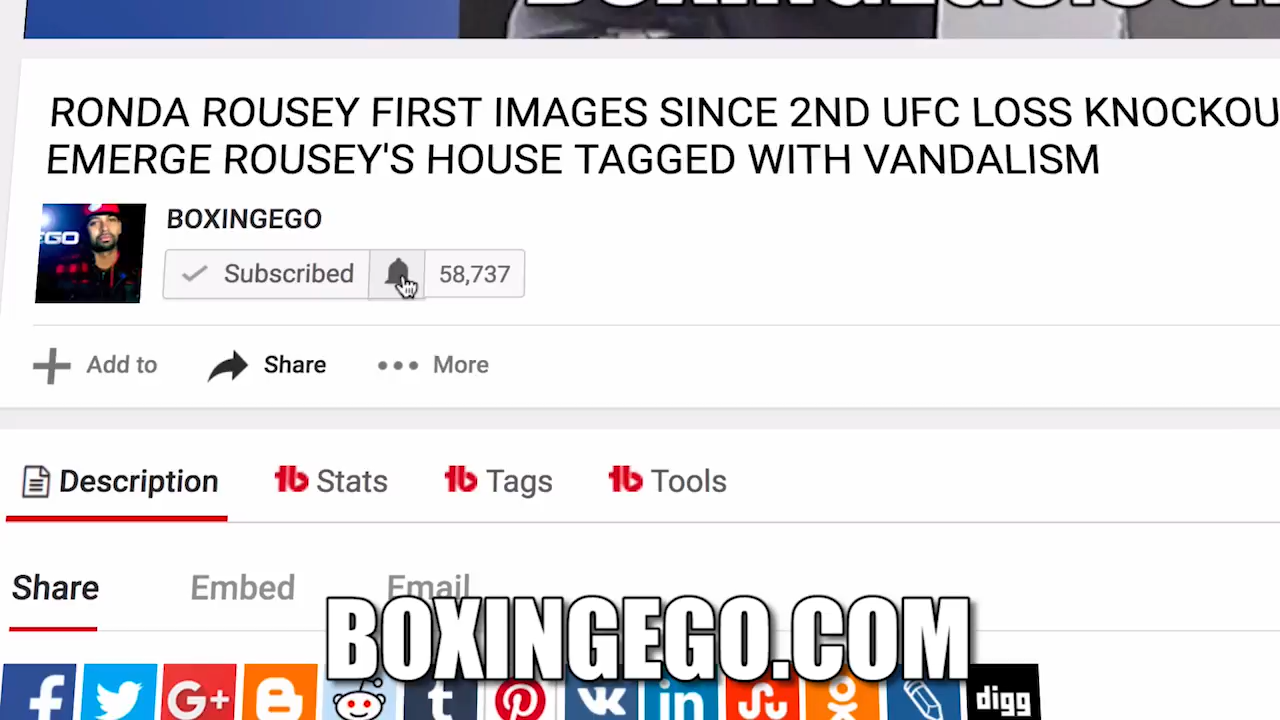 RONDA ROUSEY FIRST IMAGES SINCE 2ND UFC LOSS
EMERGE ROUSEY'S HOUSE TAGGED WITH VANDALISM
EGO
BOXINGEGO
Subscribed 58,737
Add to Share More
Description Stats Tags Tools
Share Embed Email
BOXINGEGO.COM
digg